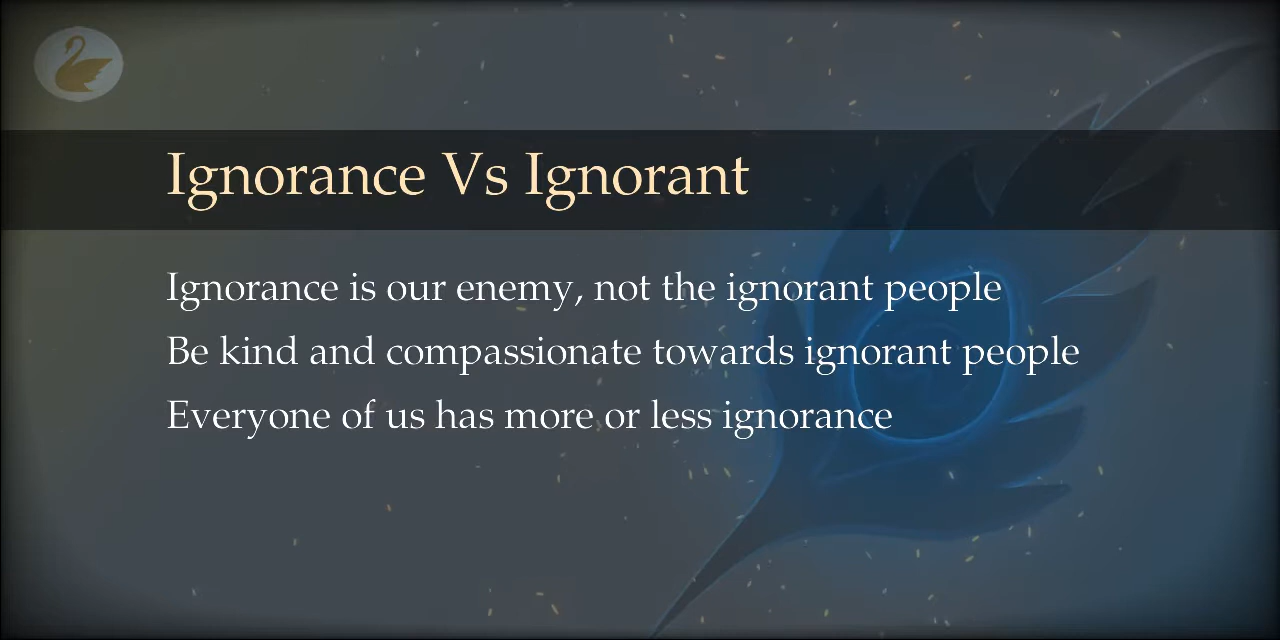 Ignorance Vs Ignorant
Ignorance is our enemy, not the ignorant people
Be kind and compassionate towards ignorant people
Everyone of us has more or less ignorance